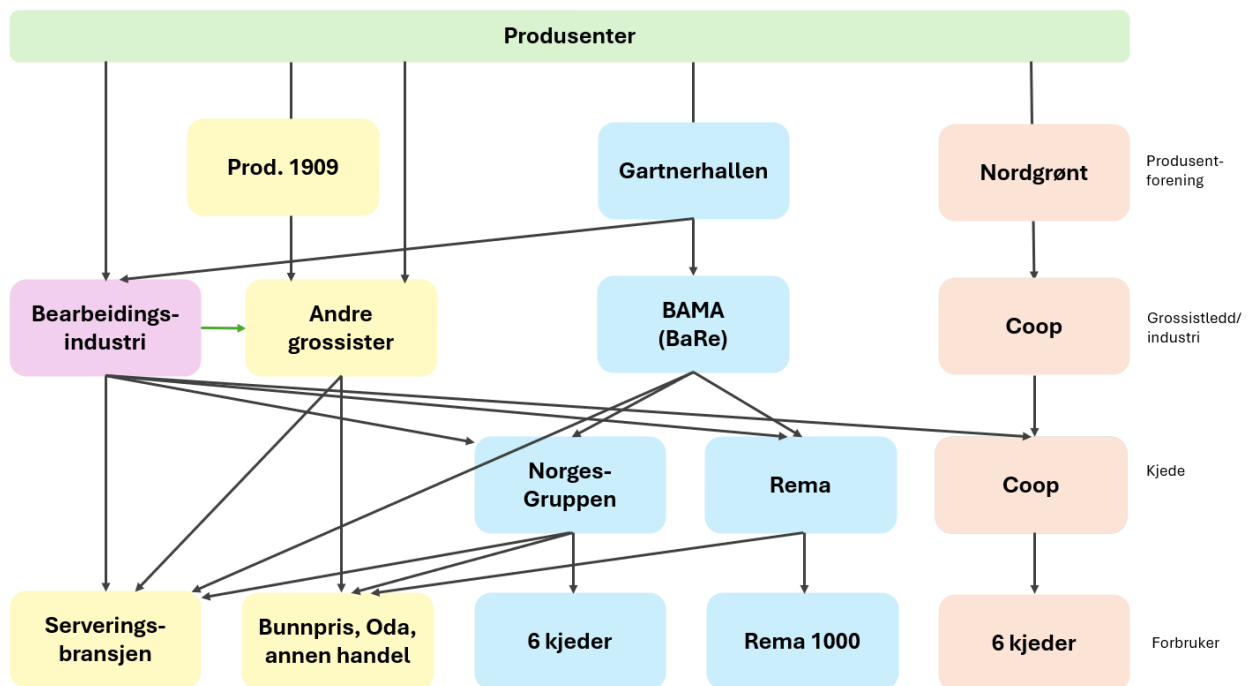 Produsenter
Prod. 1909
Gartnerhallen
Nordgrønt
Produsent-
forening
Bearbeidings-
industri
Andre
grossister
BAMA
(BaRe)
Coop
Grossistledd/
industri
Norges-
Gruppen
Rema
Coop
Kjede
Serverings-
bransjen
Bunnpris, Oda,
annen handel
6 kjeder
Rema 1000
6 kjeder
Forbruker